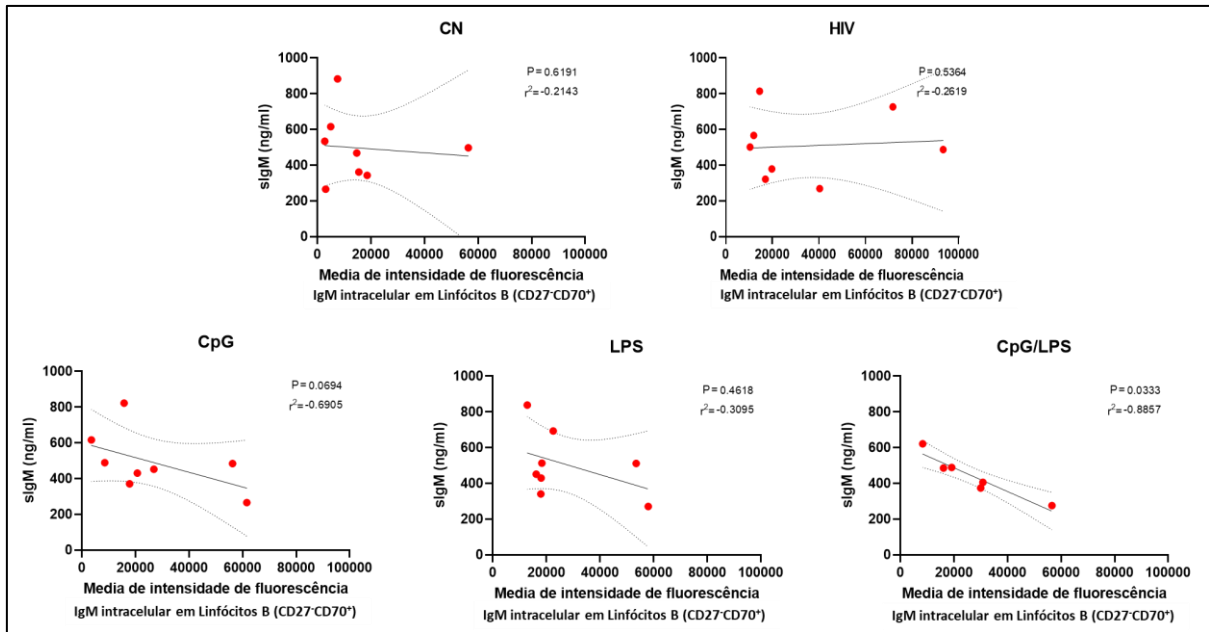 CN
1000
800
600
400
200
0
sIgM (ng/ml)
P = 0.6191
r²= -0.2143
0 20000 40000 60000 80000 100000
Media de intensidade de fluorescência
IgM intracelular em Linfócitos B (CD27⁻CD70⁺)
HIV
1000
800
600
400
200
0
sIgM (ng/ml)
P = 0.5364
r²= -0.2619
0 20000 40000 60000 80000 100000
Media de intensidade de fluorescência
IgM intracelular em Linfócitos B (CD27⁻CD70⁺)
CpG
1000
800
600
400
200
0
sIgM (ng/ml)
P = 0.0694
r²= -0.6905
0 20000 40000 60000 80000 100000
Media de intensidade de fluorescência
IgM intracelular em Linfócitos B (CD27⁻CD70⁺)
LPS
1000
800
600
400
200
0
sIgM (ng/ml)
P = 0.4618
r²= -0.3095
0 20000 40000 60000 80000 100000
Media de intensidade de fluorescência
IgM intracelular em Linfócitos B (CD27⁻CD70⁺)
CpG/LPS
1000
800
600
400
200
0
sIgM (ng/ml)
P = 0.0333
r²= -0.8857
0 20000 40000 60000 80000 100000
Media de intensidade de fluorescência
IgM intracelular em Linfócitos B (CD27⁻CD70⁺)